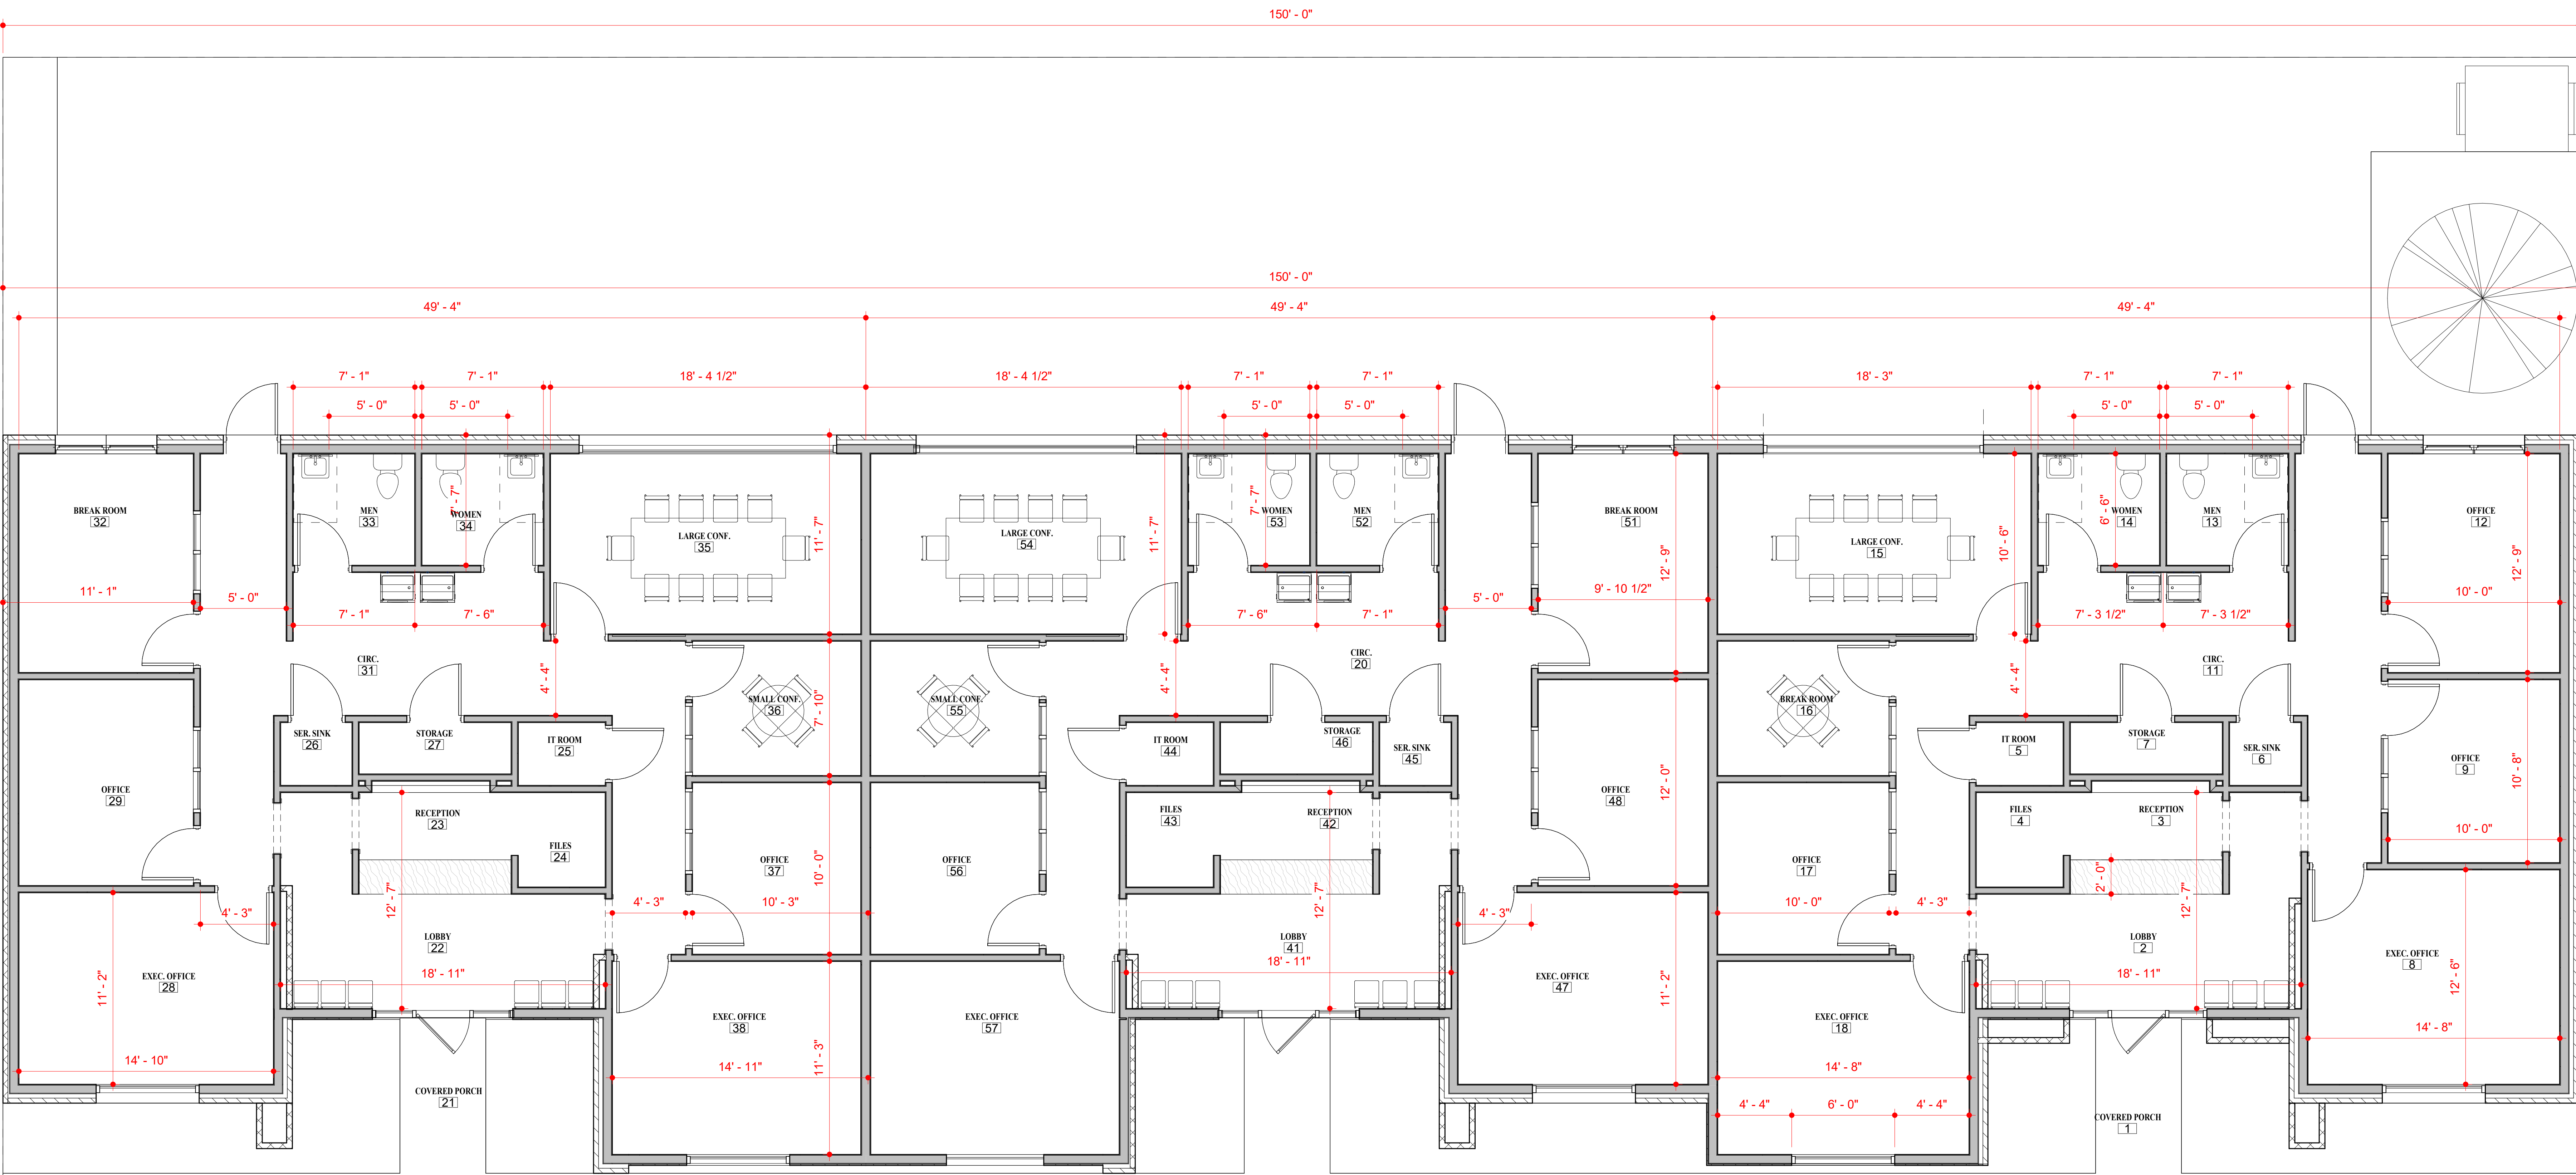 150' - 0"
150' - 0"
49' - 4"
49' - 4"
49' - 4"
7' - 1"
7' - 1"
18' - 4 1/2"
18' - 4 1/2"
7' - 1"
7' - 1"
18' - 3"
7' - 1"
7' - 1"
5' - 0"
5' - 0"
5' - 0"
5' - 0"
5' - 0"
5' - 0"
BREAK ROOM
32
MEN
33
7' - 7"
WOMEN
34
LARGE CONF.
35
11' - 7"
LARGE CONF.
54
11' - 7"
7' - 7"
WOMEN
53
MEN
52
BREAK ROOM
51
12' - 9"
LARGE CONF.
15
10' - 6"
6' - 6"
WOMEN
14
MEN
13
OFFICE
12
12' - 9"
11' - 1"
5' - 0"
7' - 1"
7' - 6"
7' - 6"
7' - 1"
5' - 0"
9' - 10 1/2"
7' - 3 1/2"
7' - 3 1/2"
10' - 0"
CIRC.
31
4' - 4"
SMALL CONF.
36
7' - 10"
SMALL CONF.
55
4' - 4"
CIRC.
20
BREAK ROOM
16
4' - 4"
CIRC.
11
SER. SINK
26
STORAGE
27
IT ROOM
25
IT ROOM
44
STORAGE
46
SER. SINK
45
IT ROOM
5
STORAGE
7
SER. SINK
6
OFFICE
9
10' - 8"
OFFICE
29
RECEPTION
23
FILES
24
OFFICE
37
10' - 0"
OFFICE
56
FILES
43
RECEPTION
42
OFFICE
48
12' - 0"
OFFICE
17
FILES
4
RECEPTION
3
2' - 0"
10' - 0"
4' - 3"
12' - 7"
4' - 3"
10' - 3"
12' - 7"
4' - 3"
10' - 0"
4' - 3"
12' - 7"
LOBBY
22
18' - 11"
LOBBY
41
18' - 11"
LOBBY
2
18' - 11"
EXEC. OFFICE
28
11' - 2"
14' - 10"
EXEC. OFFICE
38
11' - 3"
14' - 11"
EXEC. OFFICE
57
EXEC. OFFICE
47
11' - 2"
EXEC. OFFICE
18
14' - 8"
4' - 4"
6' - 0"
4' - 4"
EXEC. OFFICE
8
12' - 6"
14' - 8"
COVERED PORCH
21
COVERED PORCH
1